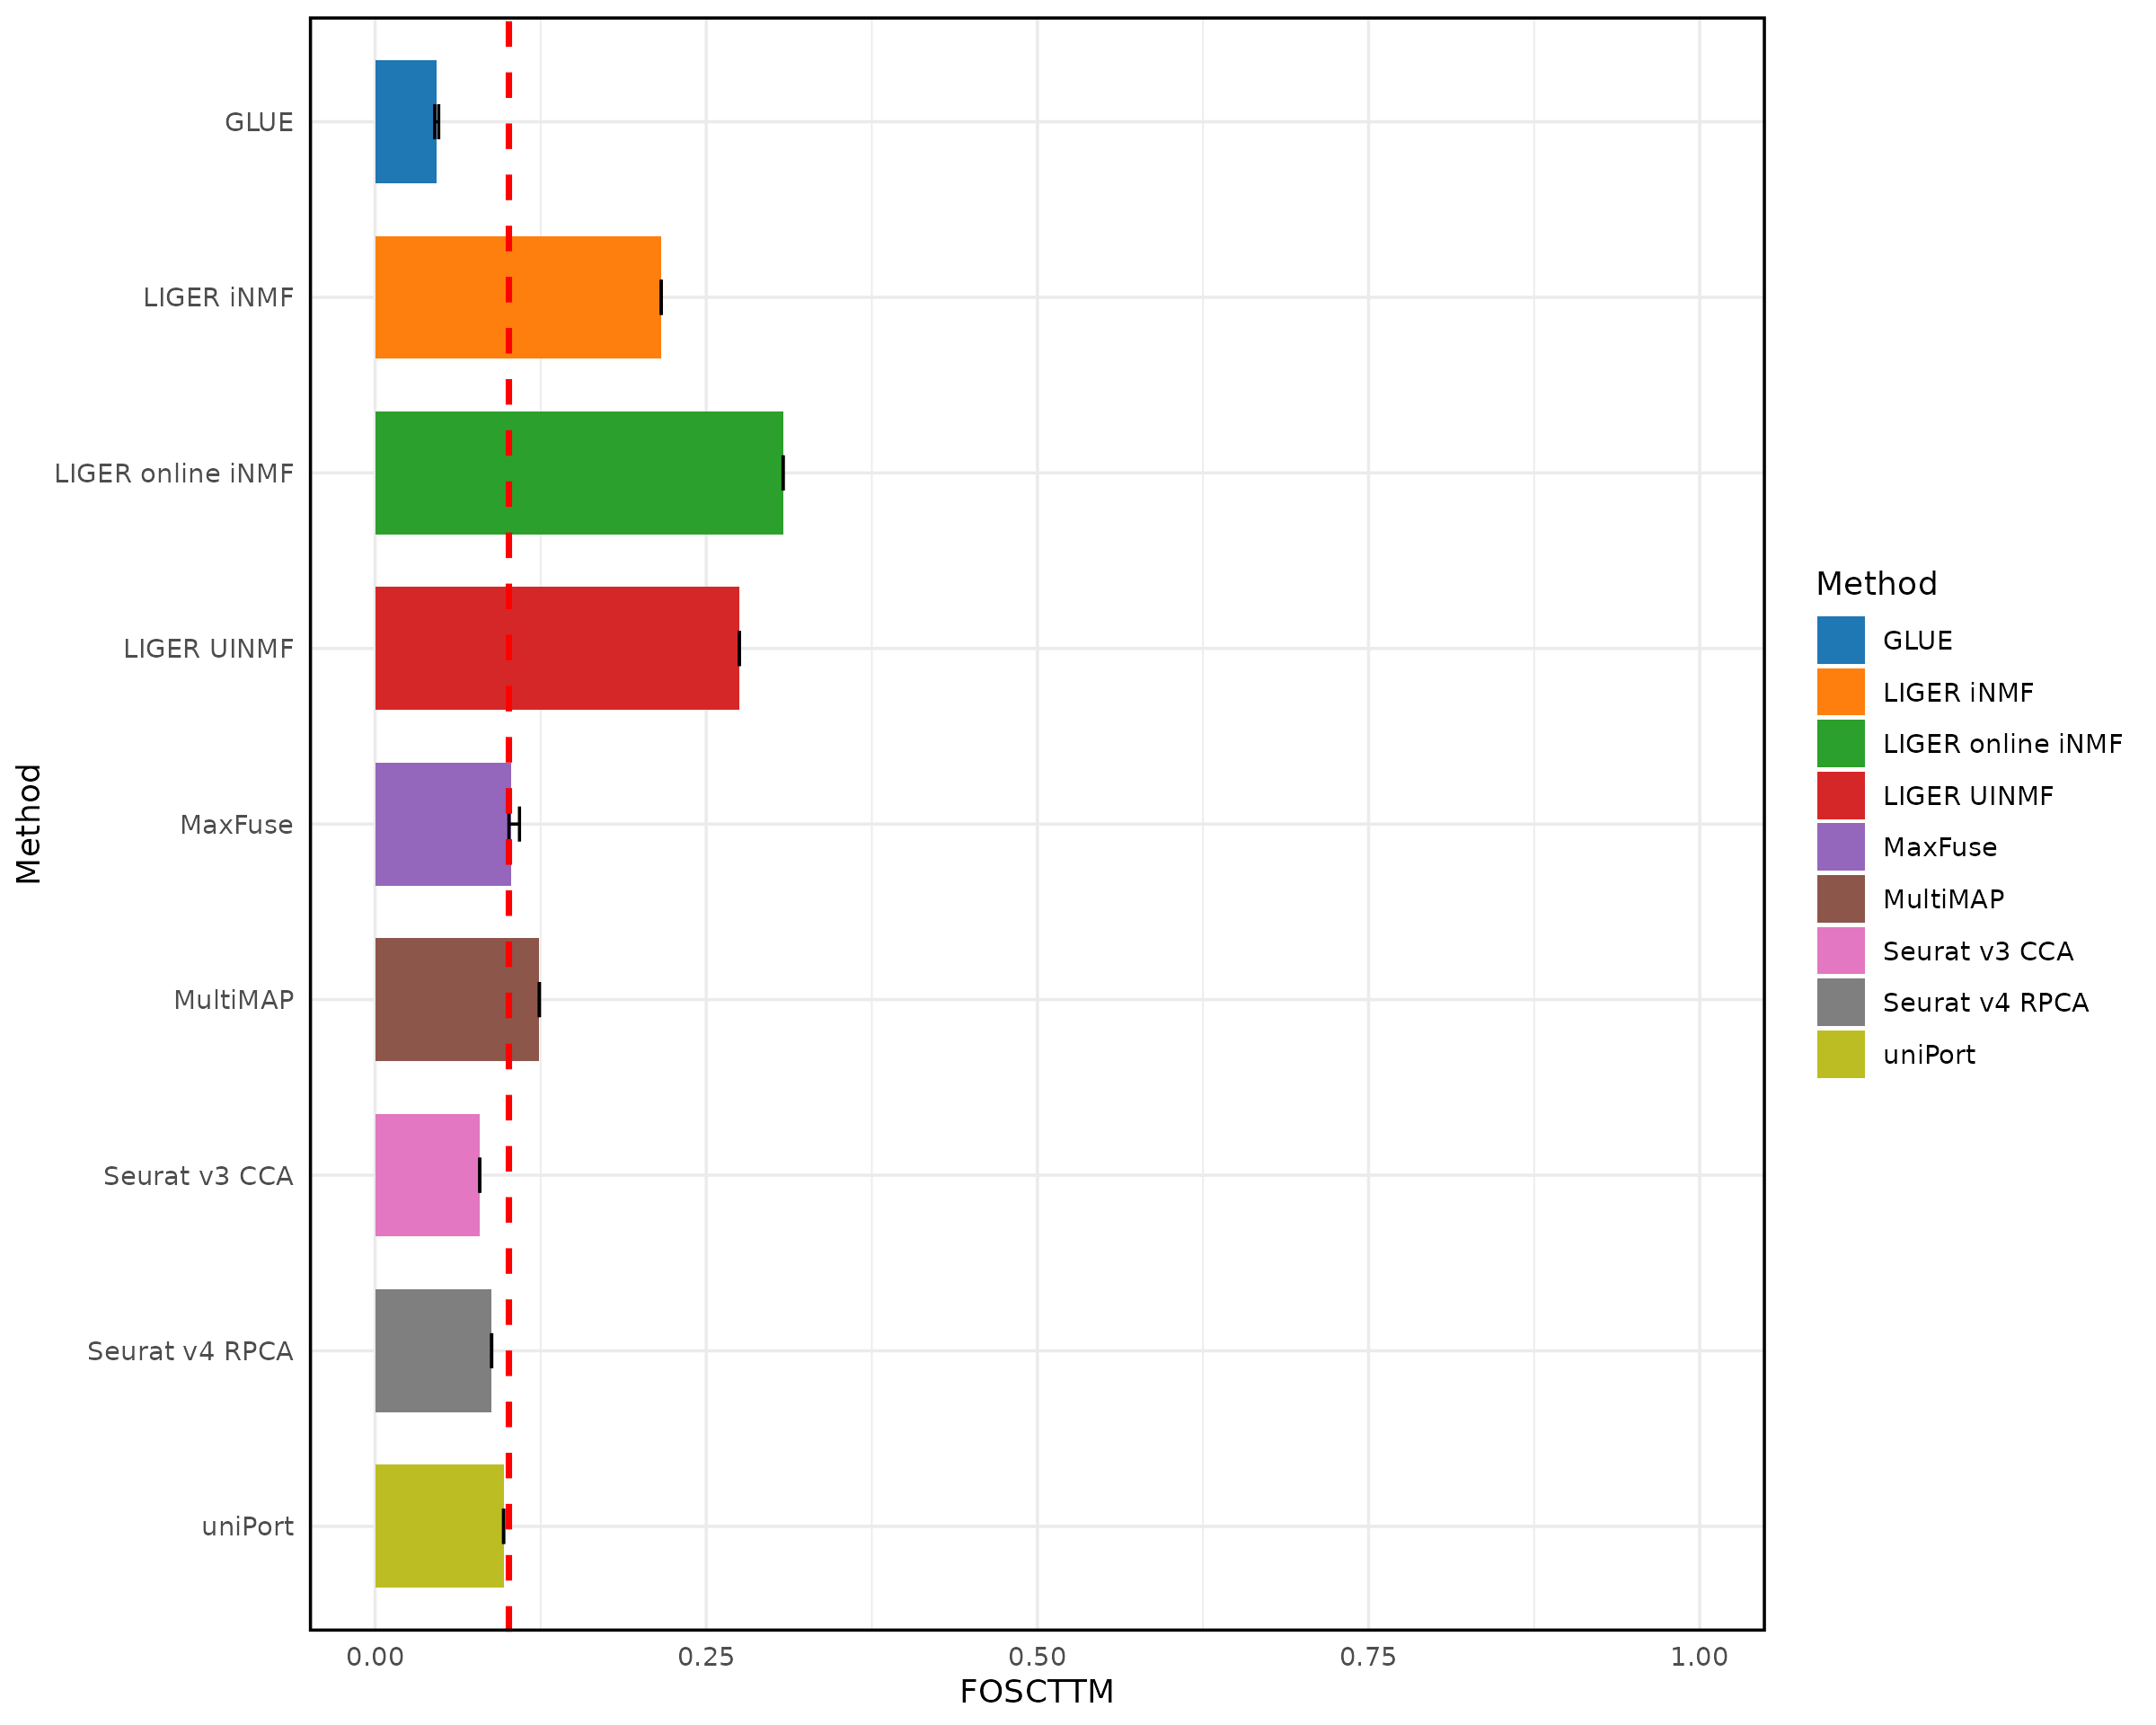 Method
GLUE
LIGER iNMF
LIGER online iNMF
LIGER UINMF
MaxFuse
MultiMAP
Seurat v3 CCA
Seurat v4 RPCA
uniPort
0.00 0.25 0.50 0.75 1.00
FOSCTTM
Method
GLUE
LIGER iNMF
LIGER online iNMF
LIGER UINMF
MaxFuse
MultiMAP
Seurat v3 CCA
Seurat v4 RPCA
uniPort